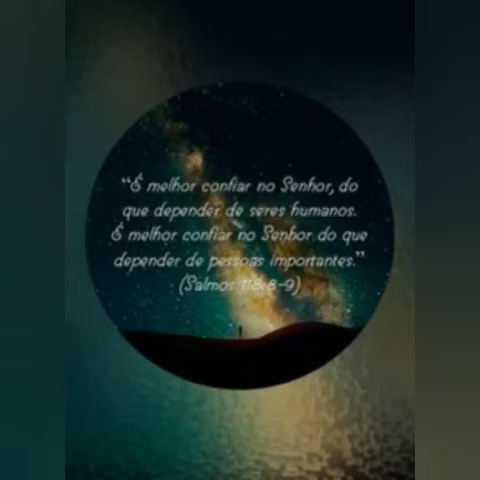 “É melhor confiar no Senhor, do
que depender de seres humanos.
É melhor confiar no Senhor do que
depender de pessoas importantes.”
(Salmos 118:8-9)